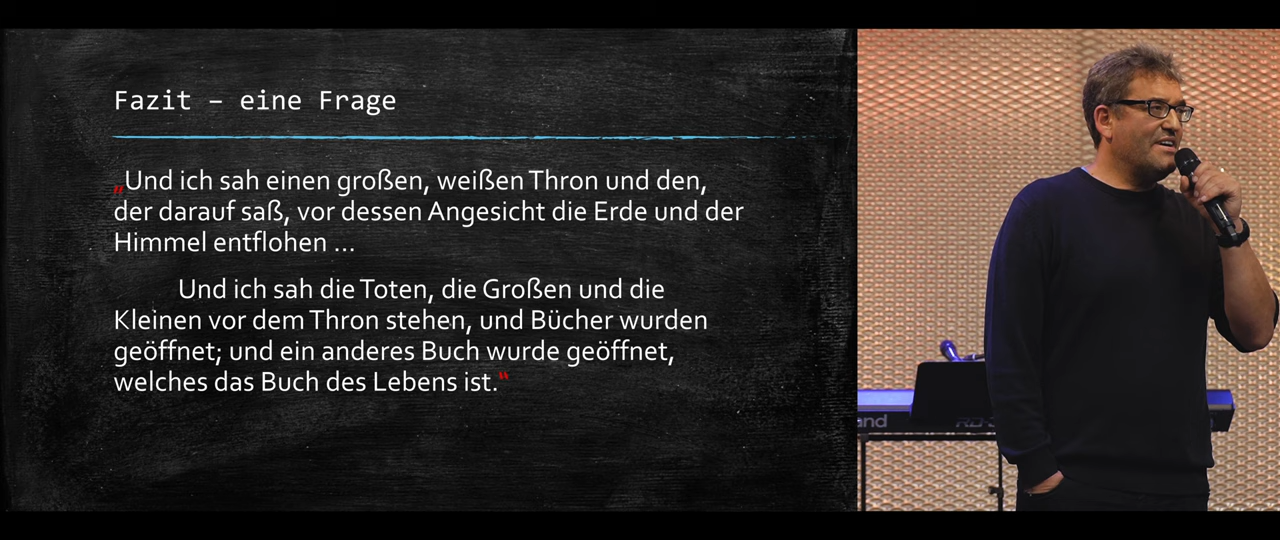 Fazit – eine Frage
„Und ich sah einen großen, weißen Thron und den,
der darauf saß, vor dessen Angesicht die Erde und der
Himmel entflohen ...
Und ich sah die Toten, die Großen und die
Kleinen vor dem Thron stehen, und Bücher wurden
geöffnet; und ein anderes Buch wurde geöffnet,
welches das Buch des Lebens ist.“
and RD